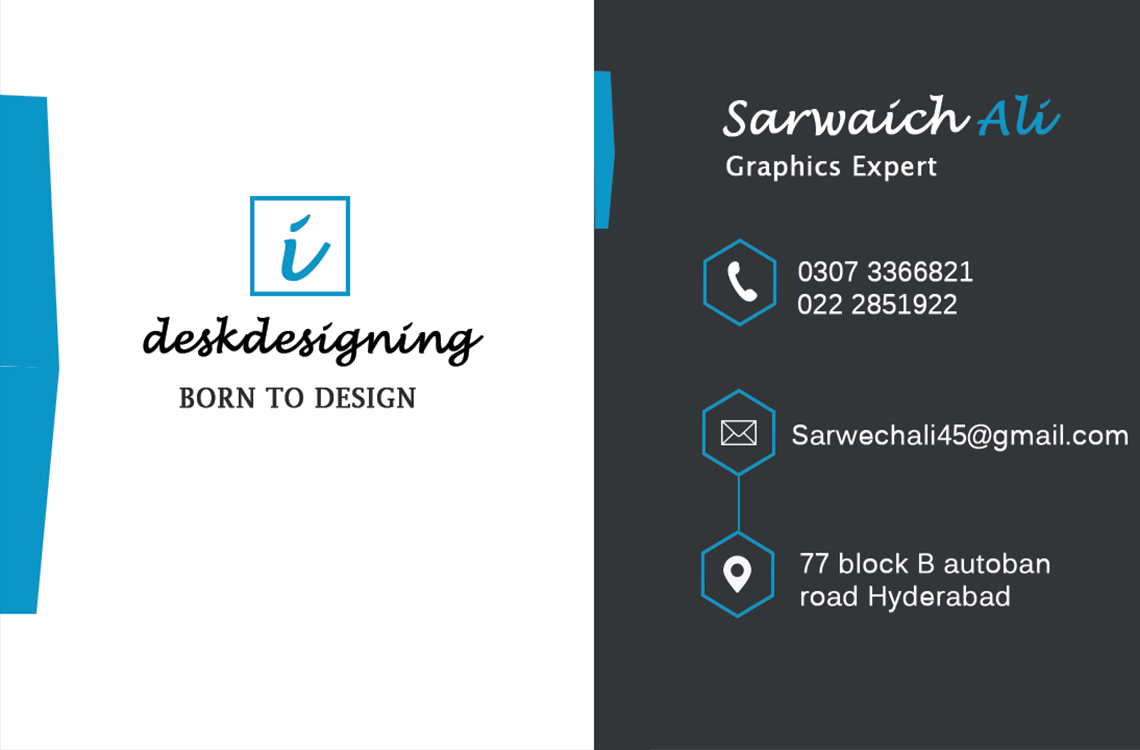 i
deskdesigning
BORN TO DESIGN
Sarwaich Ali
Graphics Expert
0307 3366821
022 2851922
Sarwechali45@gmail.com
77 block B autoban
road Hyderabad